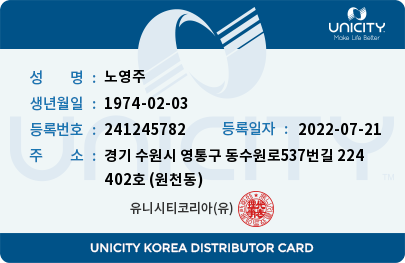 UNICITY
Make Life Better
성 명 : 노영주
생년월일 : 1974-02-03
등록번호 : 241245782 등록일자 : 2022-07-21
주 소 : 경기 수원시 영통구 동수원로537번길 224
402호 (원천동)
유니시티코리아(유)
UNICITY
TM
UNICITY KOREA DISTRIBUTOR CARD